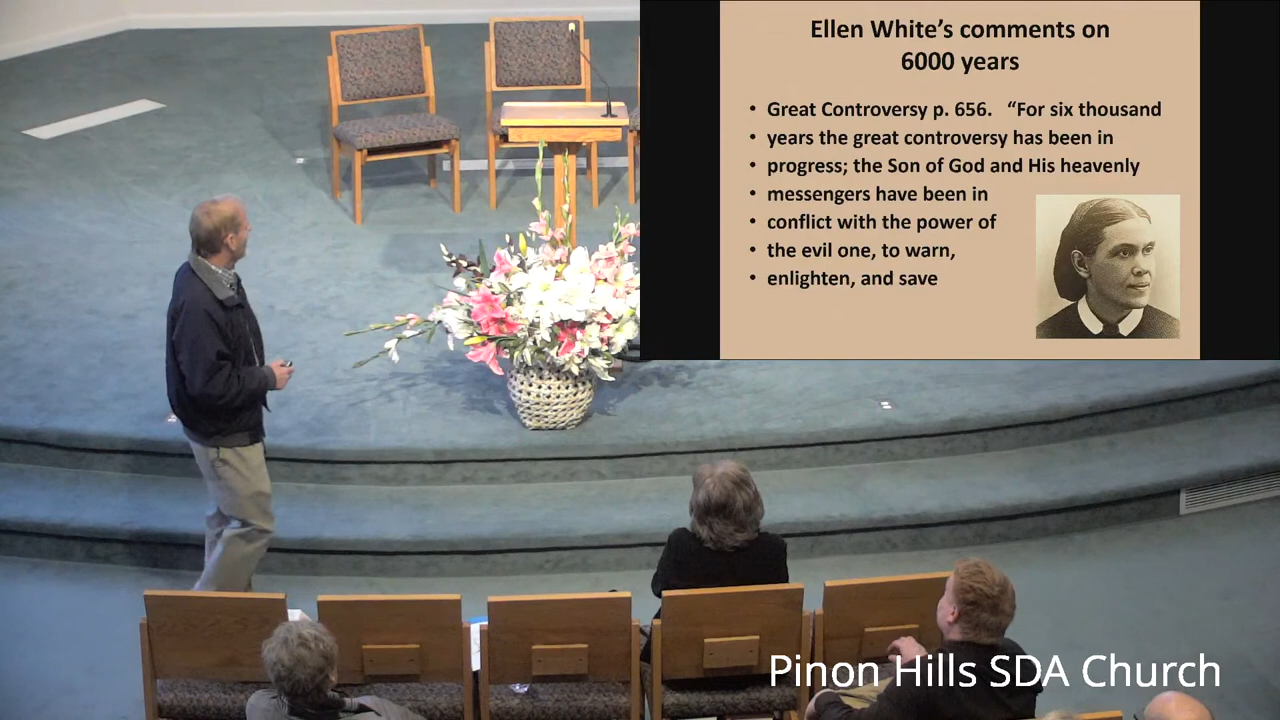 Ellen White's comments on
6000 years
• Great Controversy p. 656. “For six thousand
• years the great controversy has been in
• progress; the Son of God and His heavenly
• messengers have been in
• conflict with the power of
• the evil one, to warn,
• enlighten, and save
Pinon Hills SDA Church